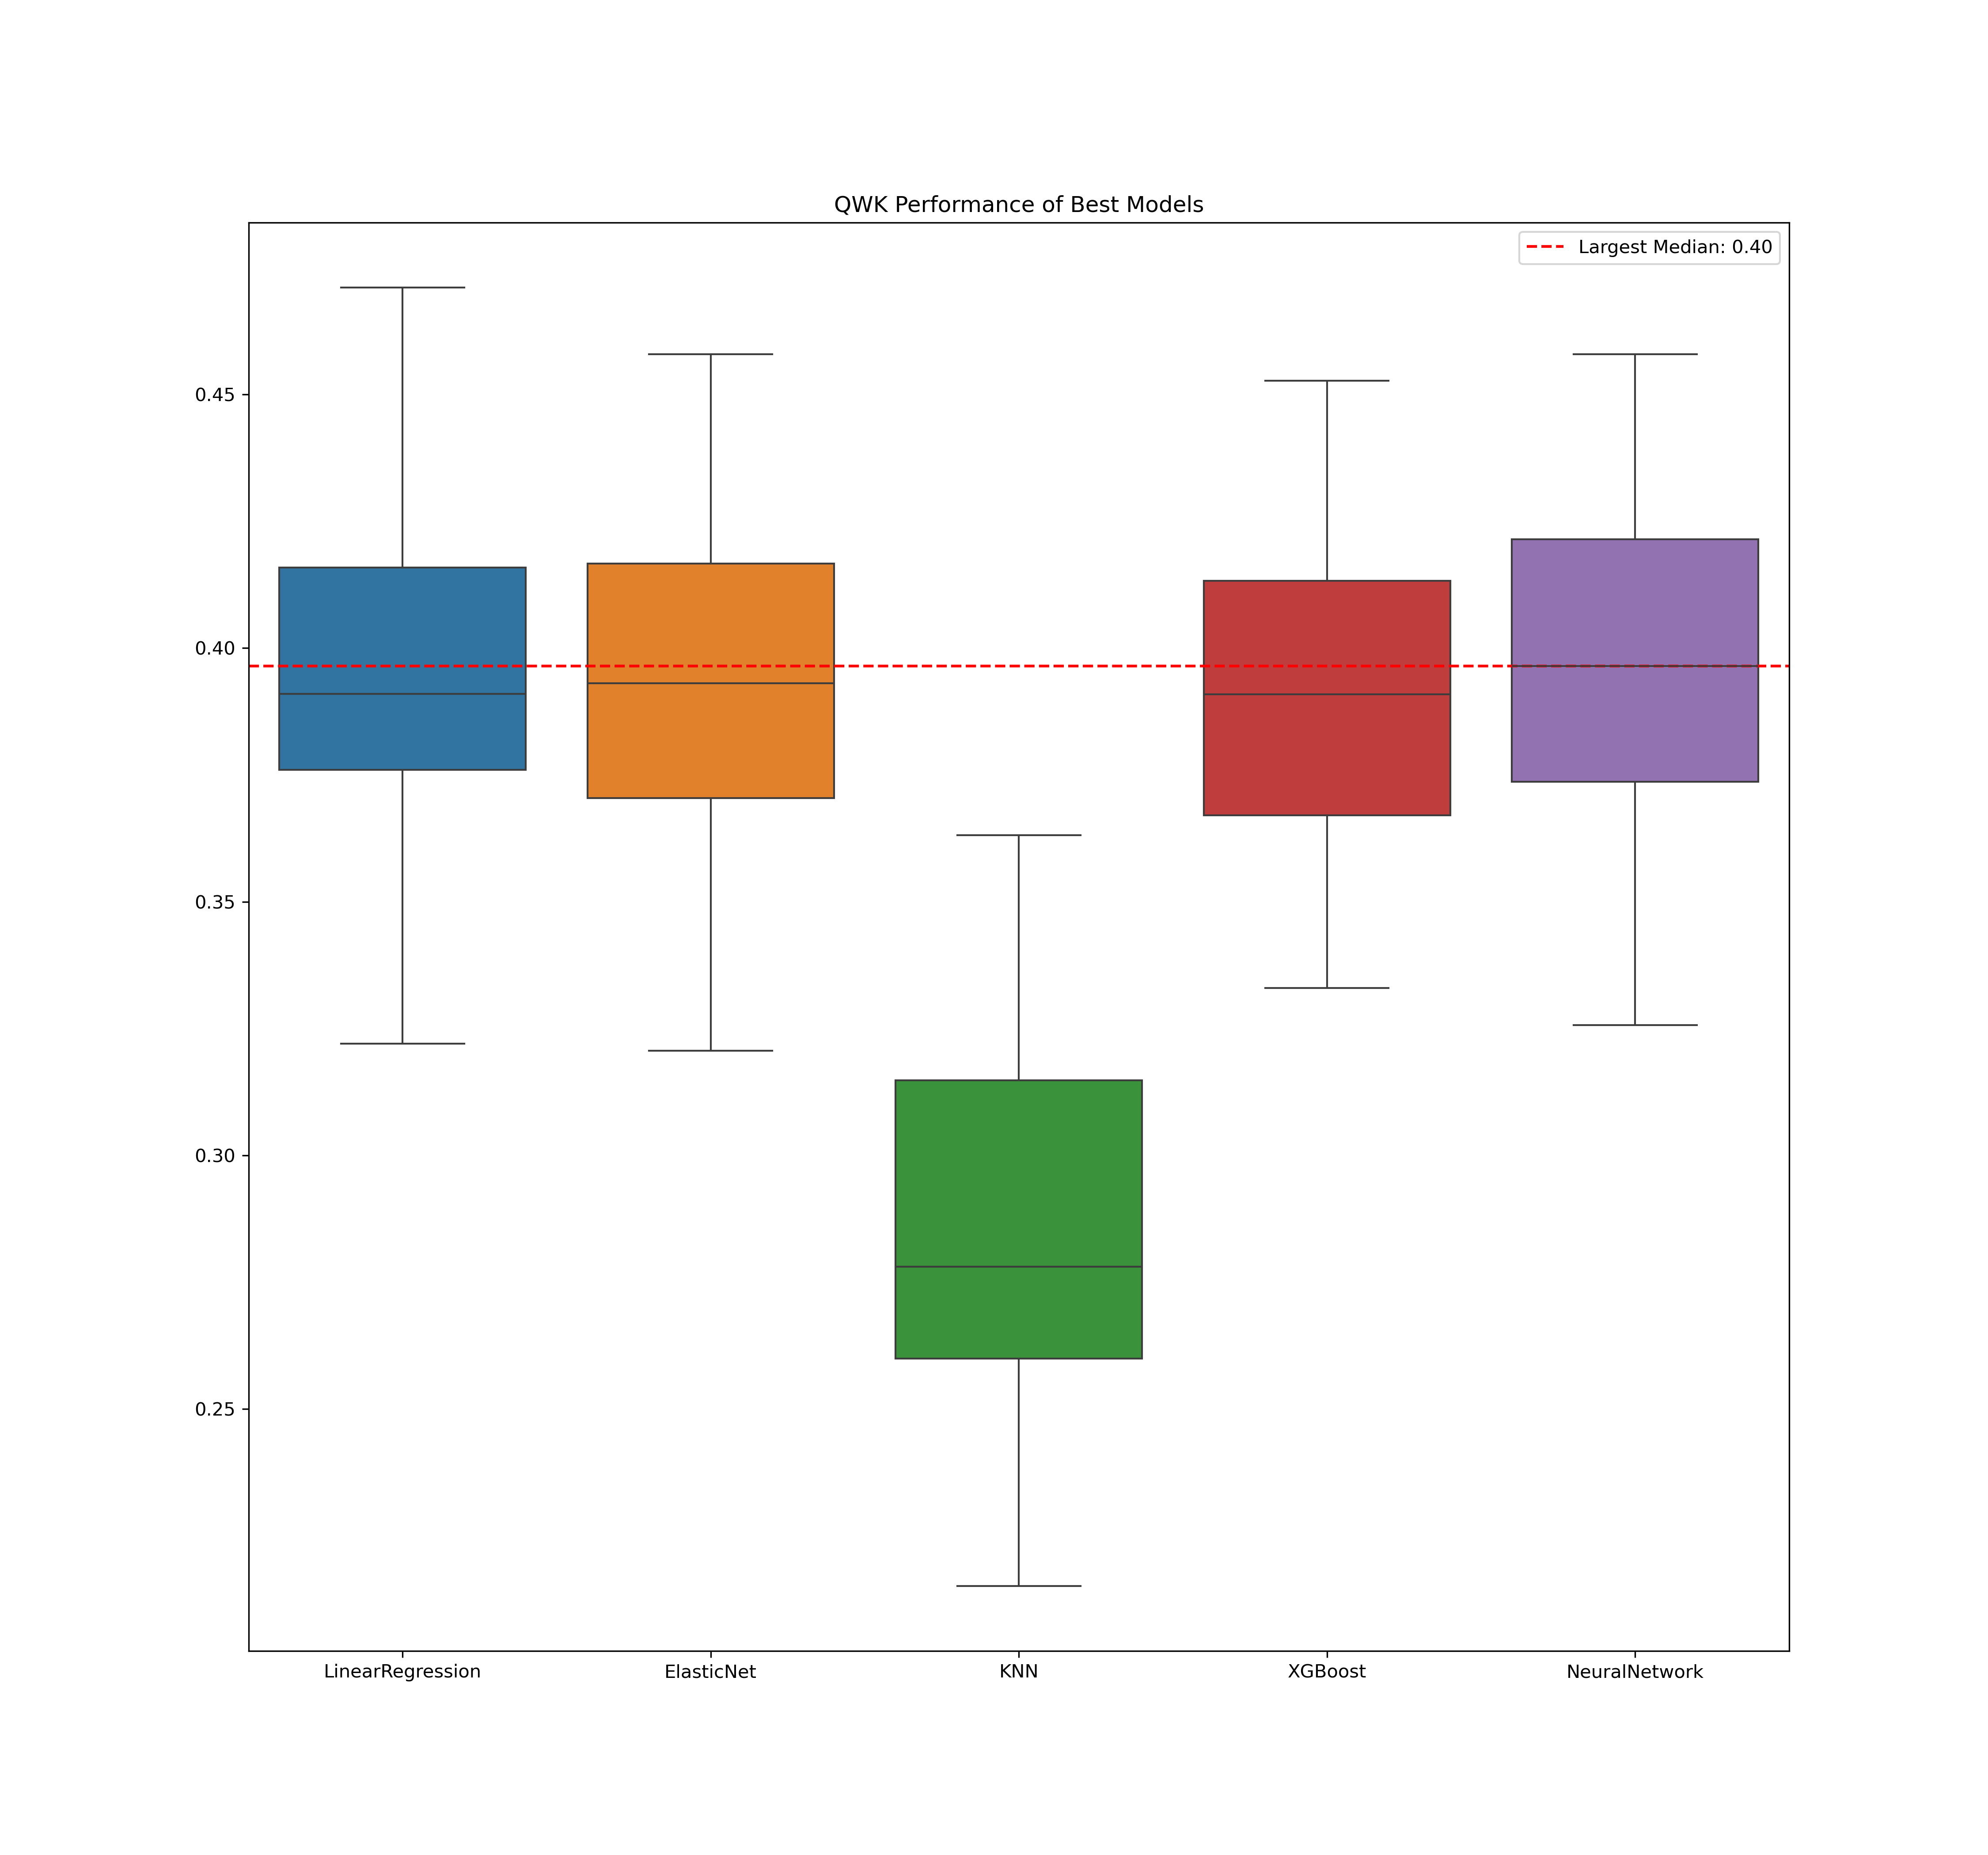 QWK Performance of Best Models
Largest Median: 0.40
0.45
0.40
0.35
0.30
0.25
LinearRegression
ElasticNet
KNN
XGBoost
NeuralNetwork